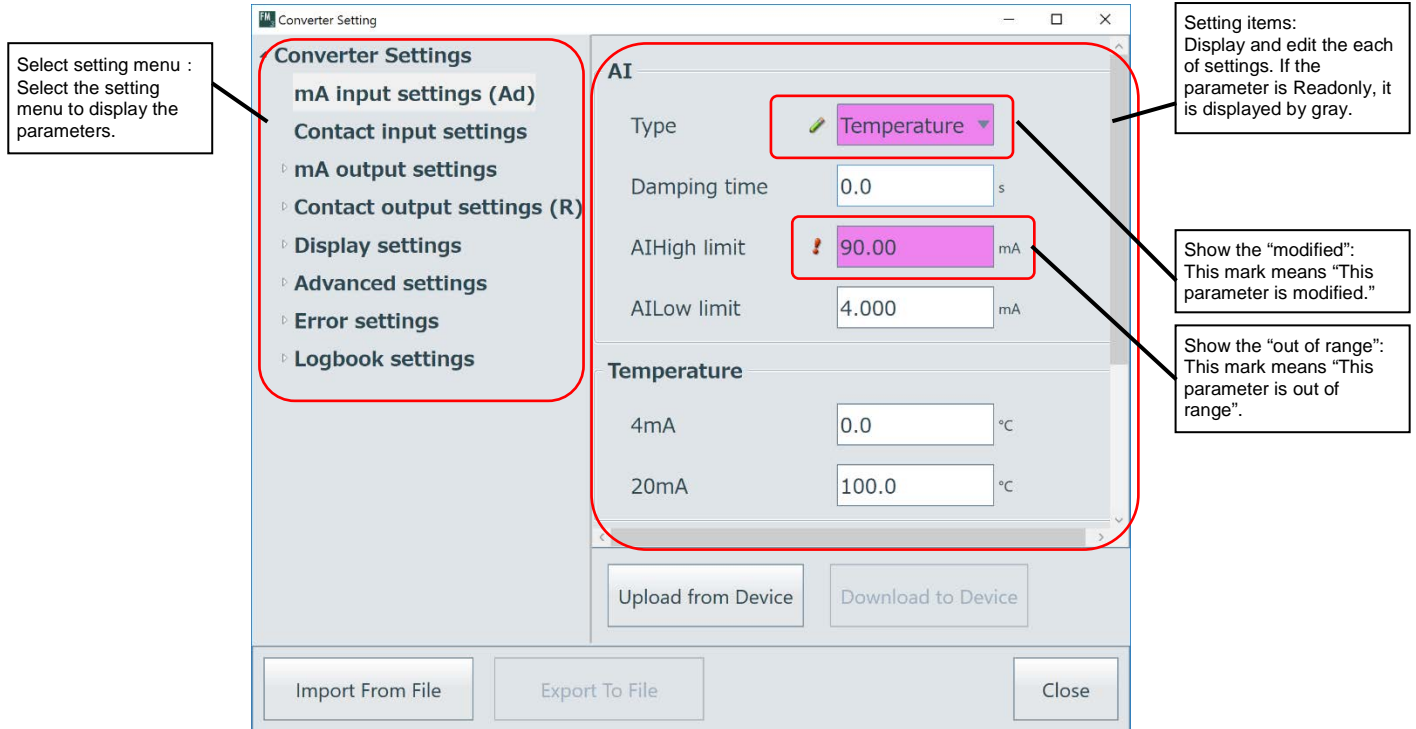 Select setting menu :
Select the setting
menu to display the
parameters.
FM
Converter Setting
Converter Settings
mA input settings (Ad)
Contact input settings
mA output settings
Contact output settings (R)
Display settings
Advanced settings
Error settings
Logbook settings
AI
Type
Temperature
Damping time
0.0
s
AIHigh limit
90.00
mA
AILow limit
4.000
mA
Temperature
4mA
0.0
°C
20mA
100.0
°C
Upload from Device
Download to Device
Import From File
Export To File
Close
Setting items:
Display and edit the each
of settings. If the
parameter is Readonly, it
is displayed by gray.
Show the “modified”:
This mark means “This
parameter is modified.”
Show the “out of range”:
This mark means “This
parameter is out of
range”.